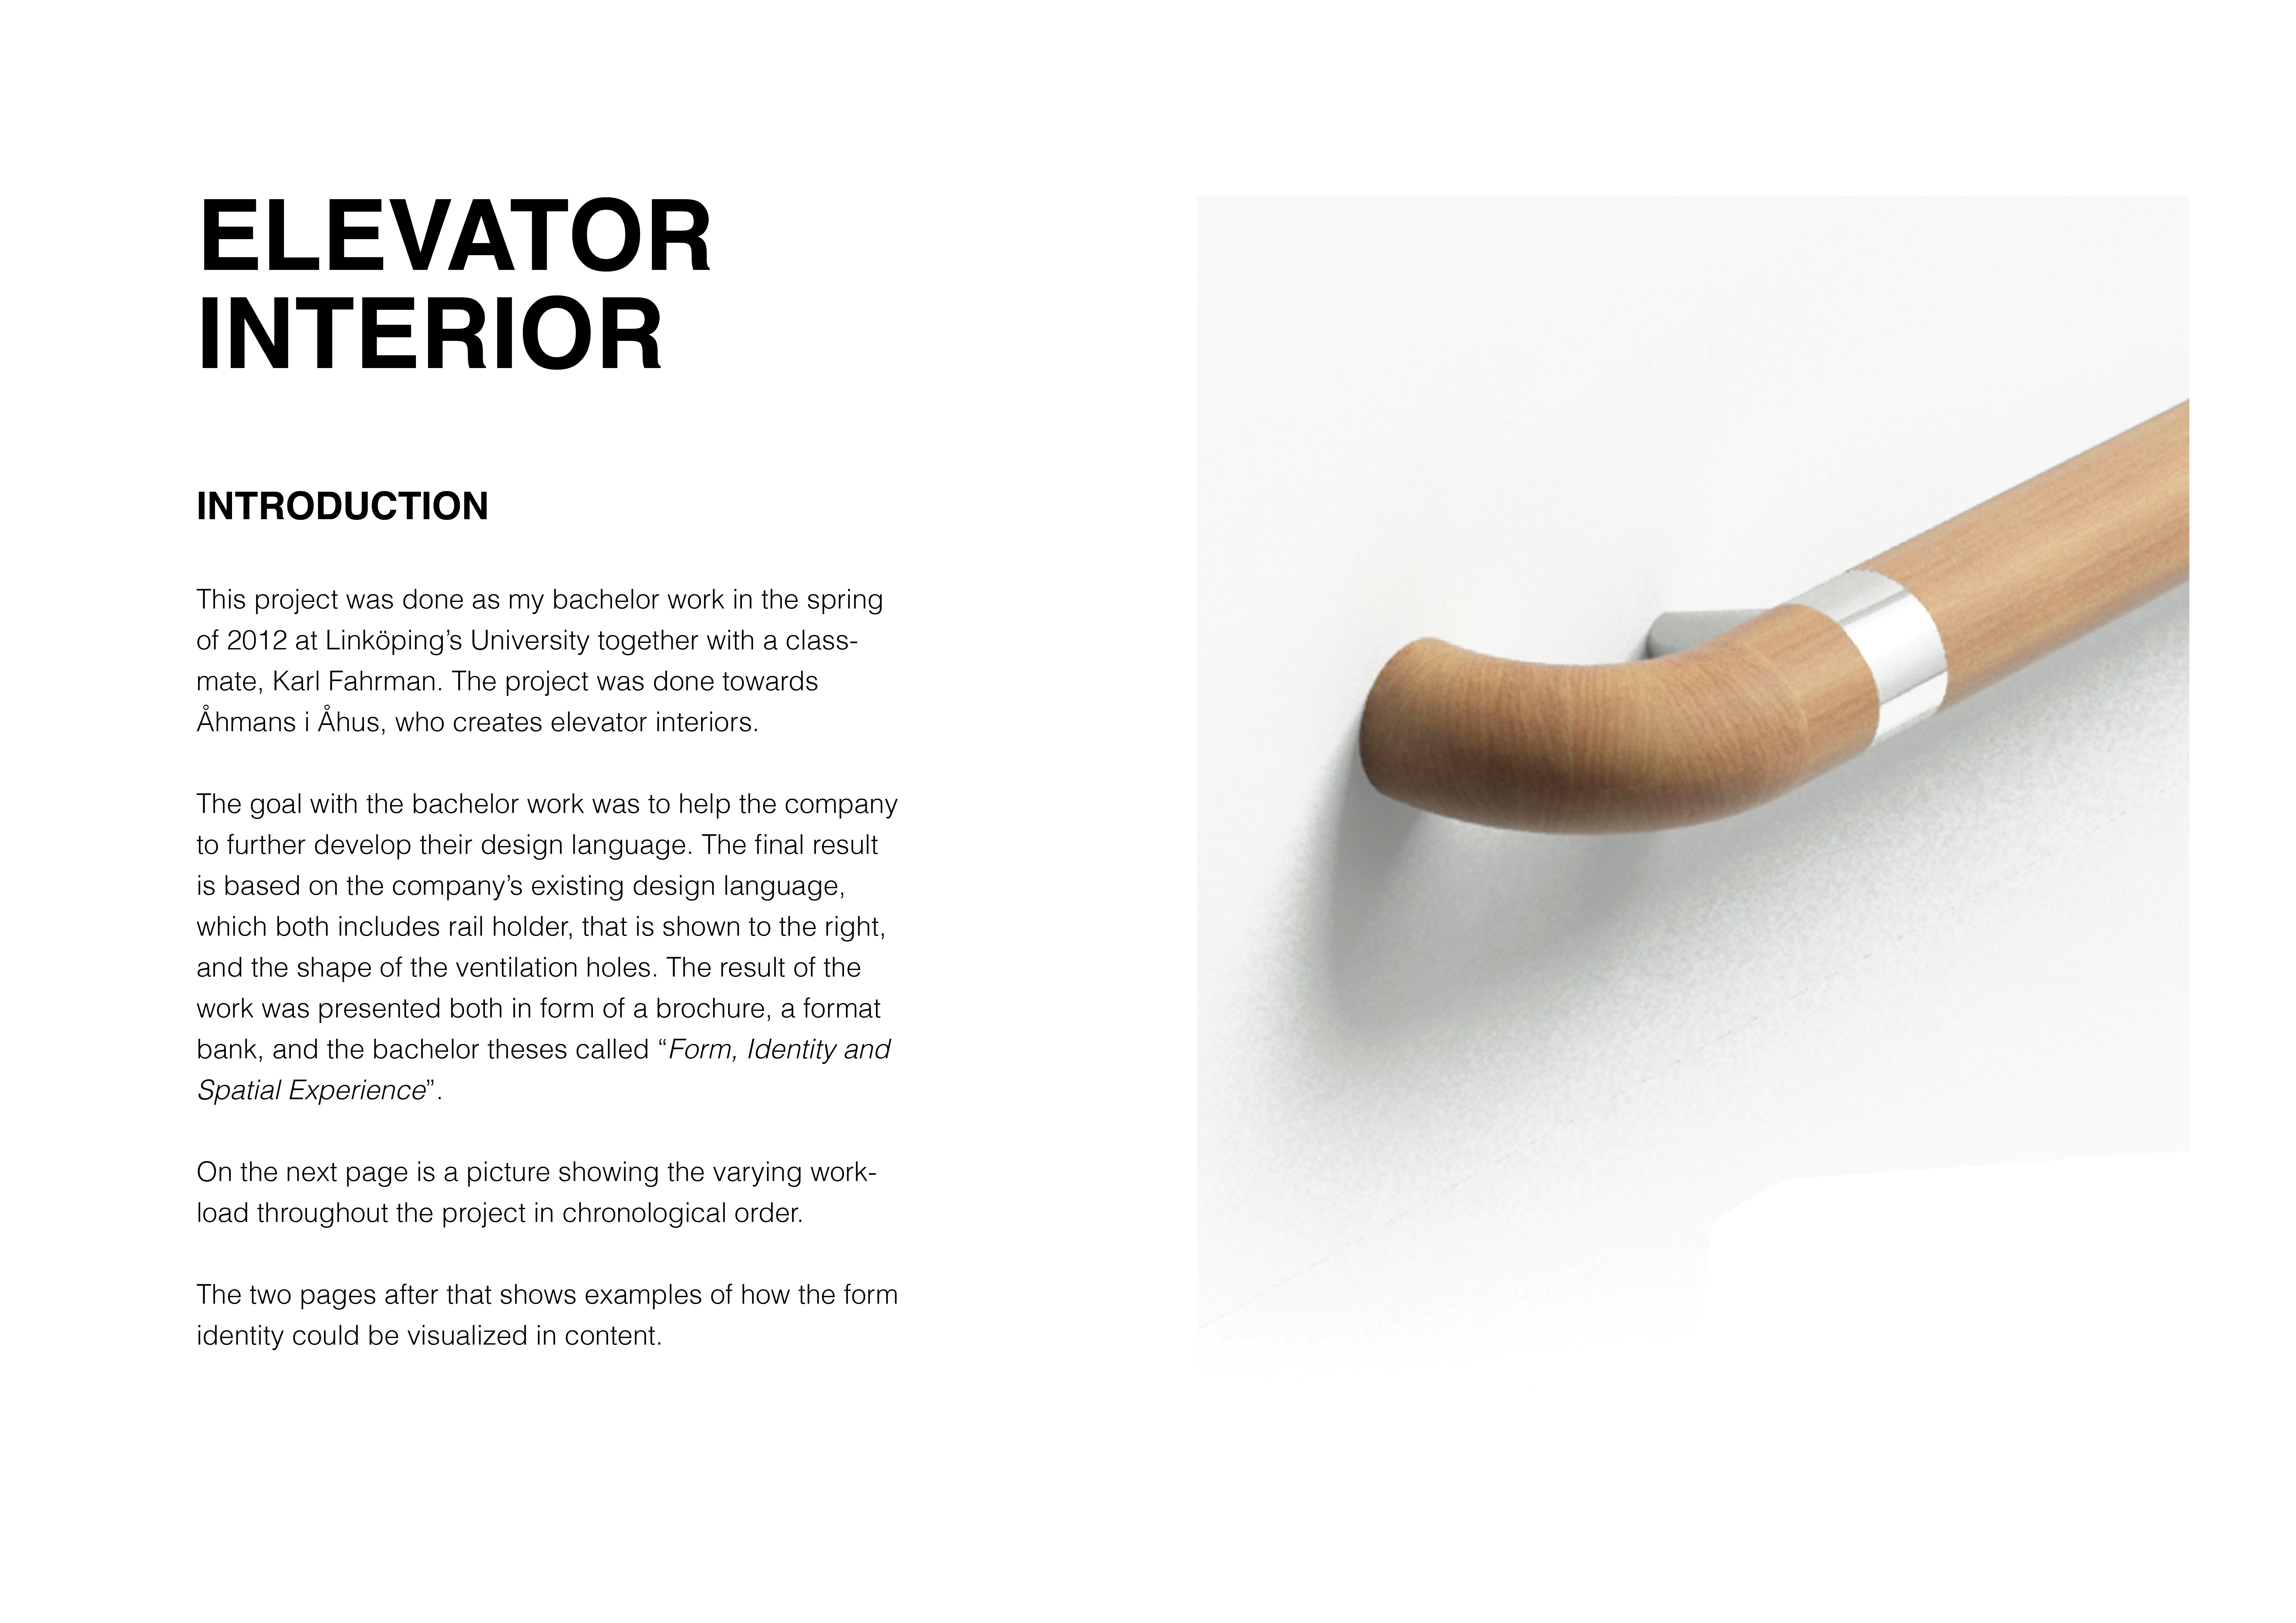 ELEVATOR
INTERIOR
INTRODUCTION
This project was done as my bachelor work in the spring
of 2012 at Linköping’s University together with a class-
mate, Karl Fahrman. The project was done towards
Åhmans i Åhus, who creates elevator interiors.
The goal with the bachelor work was to help the company
to further develop their design language. The final result
is based on the company’s existing design language,
which both includes rail holder, that is shown to the right,
and the shape of the ventilation holes. The result of the
work was presented both in form of a brochure, a format
bank, and the bachelor theses called “Form, Identity and
Spatial Experience”.
On the next page is a picture showing the varying work-
load throughout the project in chronological order.
The two pages after that shows examples of how the form
identity could be visualized in content.